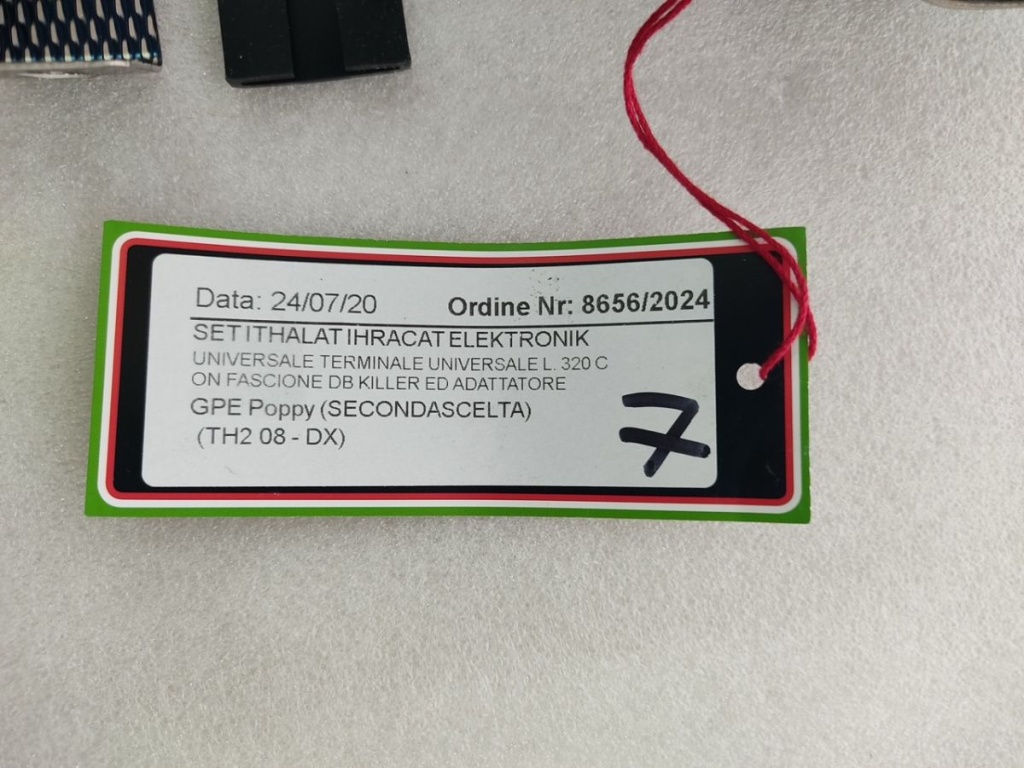 Data: 24/07/20 Ordine Nr: 8656/2024
SET ITHALAT IHRACAT ELEKTRONIK
UNIVERSALE TERMINALE UNIVERSALE L. 320 C
ON FASCIONE DB KILLER ED ADATTATORE
GPE Poppy (SECONDASCELTA)
(TH2 08 - DX)
7